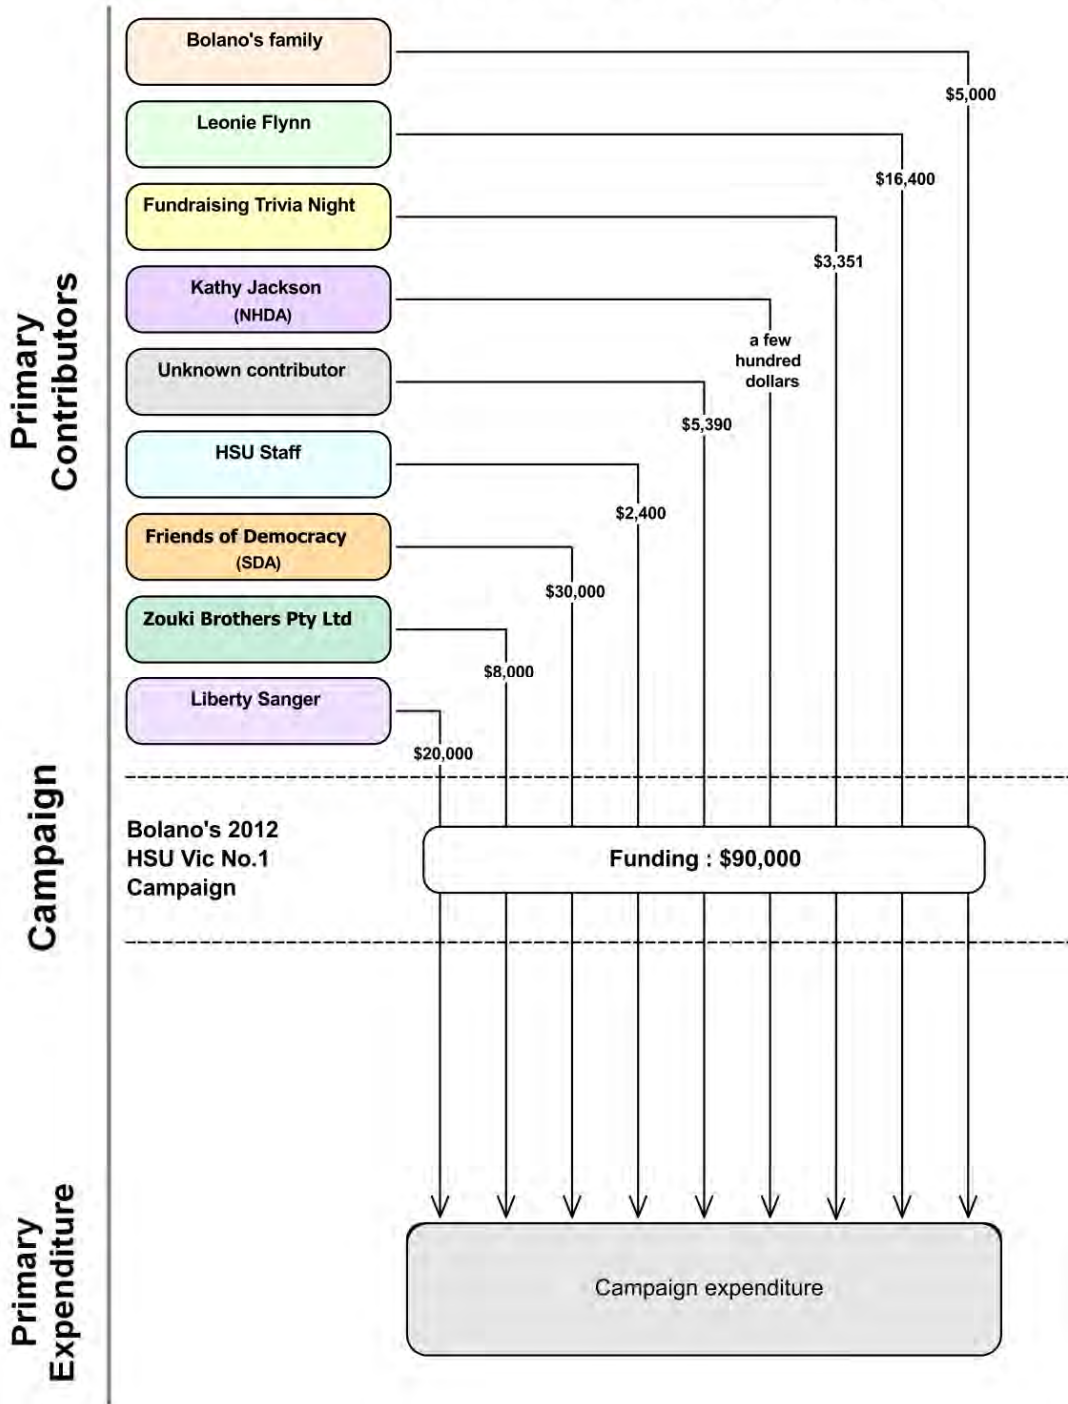 Primary
Contributors
Bolano's family
$5,000
Leonie Flynn
$16,400
Fundraising Trivia Night
$3,351
Kathy Jackson
(NHDA)
a few
hundred
dollars
Unknown contributor
$5,390
HSU Staff
$2,400
Friends of Democracy
(SDA)
$30,000
Zouki Brothers Pty Ltd
$8,000
Liberty Sanger
$20,000
Campaign
Bolano's 2012
HSU Vic No.1
Campaign
Funding : $90,000
Primary
Expenditure
Campaign expenditure